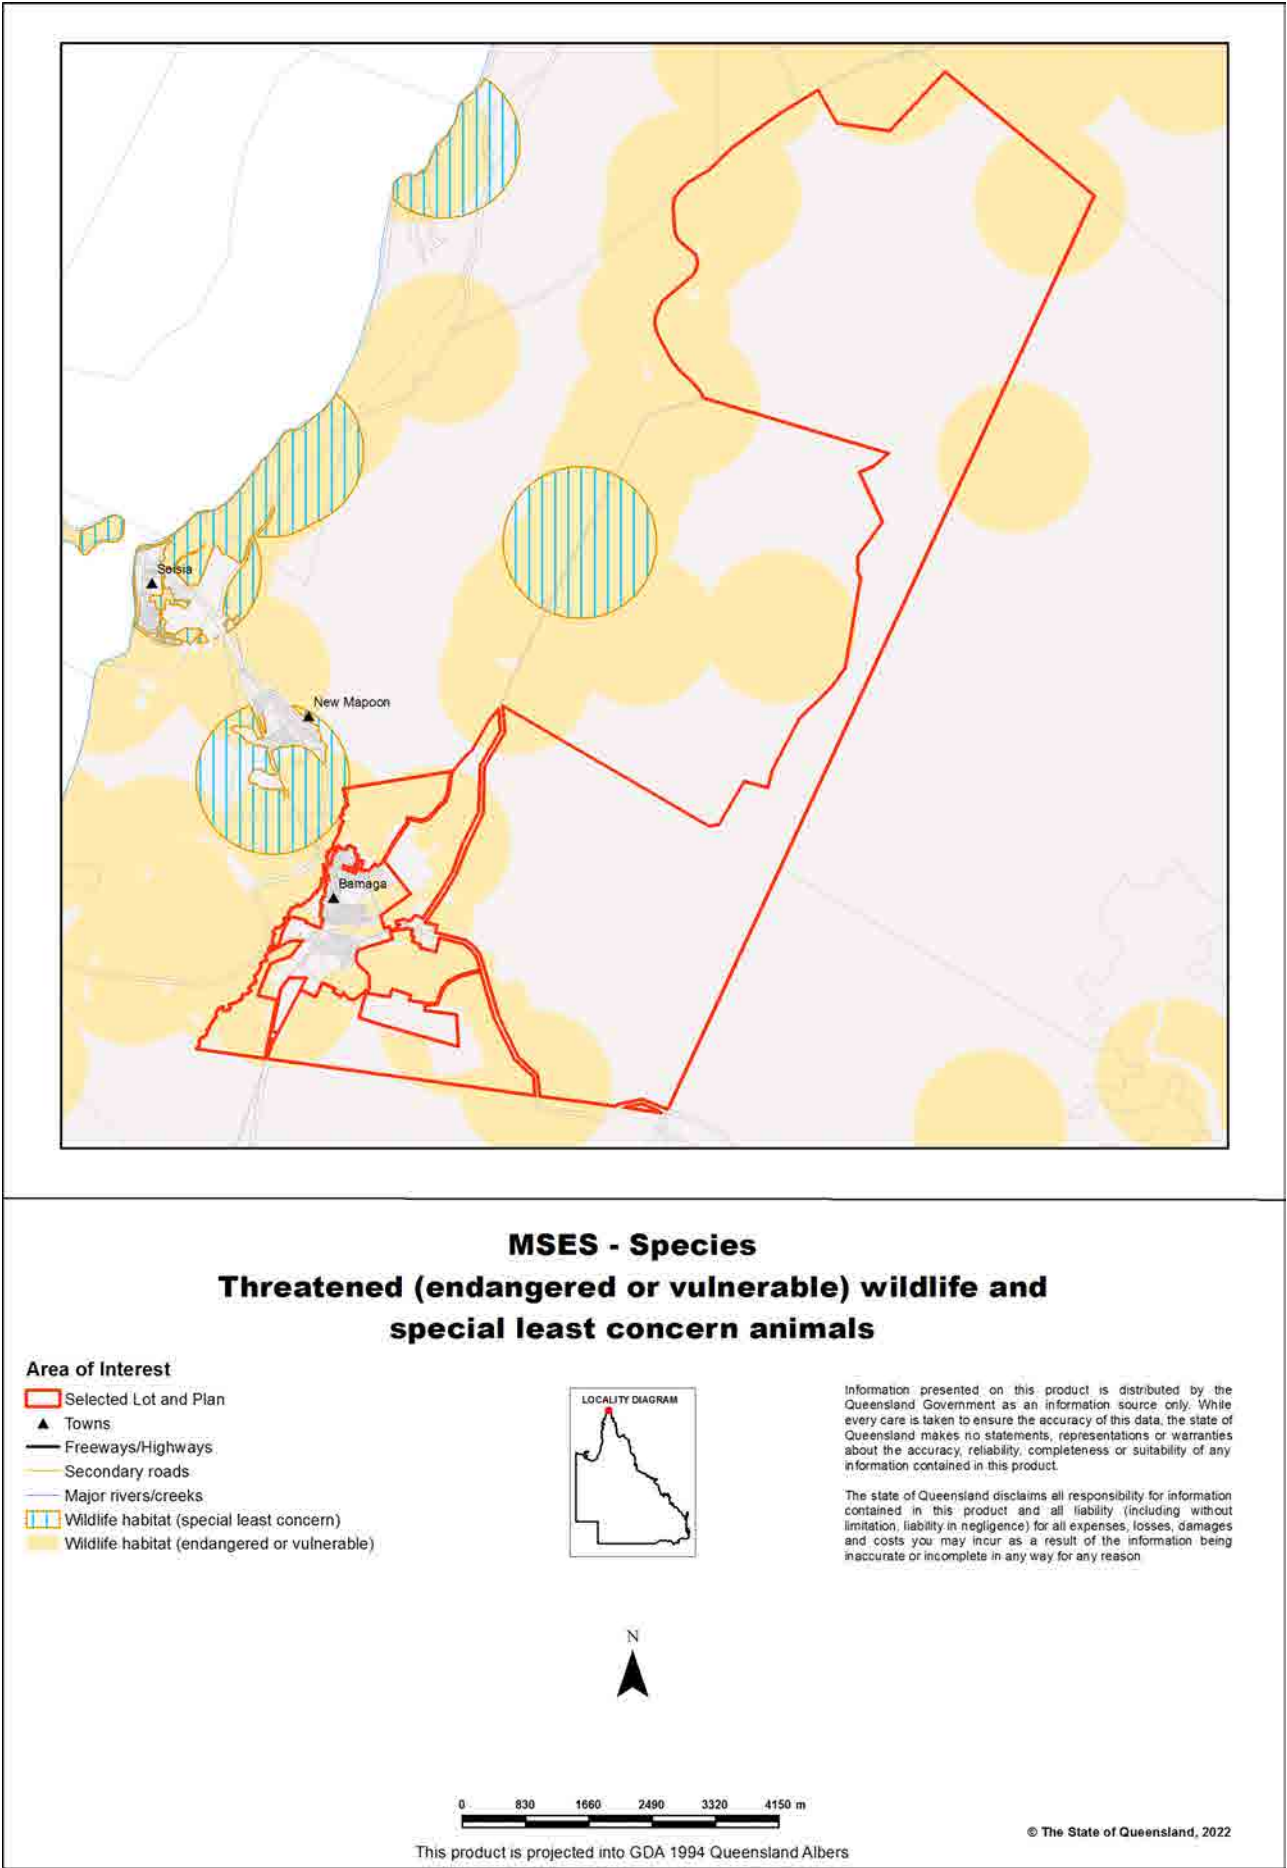 Seisia
New Mapoon
Bamaga
MSES - Species
Threatened (endangered or vulnerable) wildlife and
special least concern animals
Area of Interest
Selected Lot and Plan
Towns
Freeways/Highways
Secondary roads
Major rivers/creeks
Wildlife habitat (special least concern)
Wildlife habitat (endangered or vulnerable)
LOCALITY DIAGRAM
Information presented on this product is distributed by the
Queensland Government as an information source only. While
every care is taken to ensure the accuracy of this data, the state of
Queensland makes no statements, representations or warranties
about the accuracy, reliability, completeness or suitability of any
information contained in this product.
The state of Queensland disclaims all responsibility for information
contained in this product and all liability (including without
limitation, liability in negligence) for all expenses, losses, damages
and costs you may incur as a result of the information being
inaccurate or incomplete in any way for any reason
N
0 830 1660 2490 3320 4150 m
This product is projected into GDA 1994 Queensland Albers
© The State of Queensland, 2022